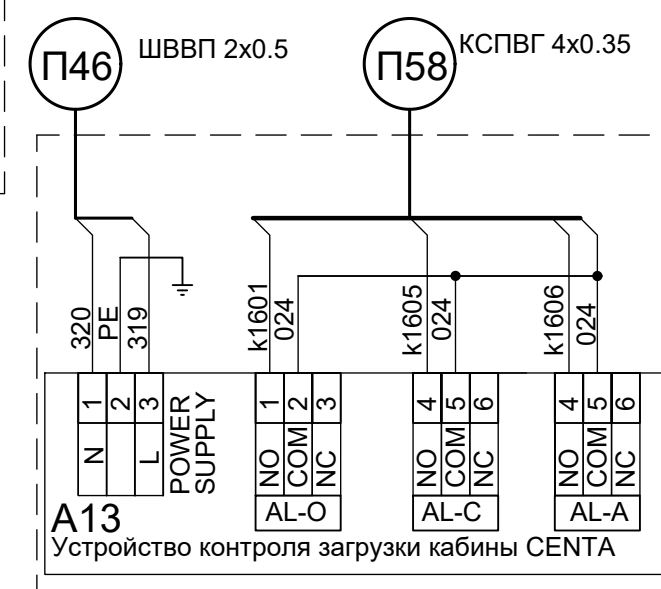 П46
ШВВП 2x0.5
П58
КСПВГ 4x0.35
320
PE
319
k1601
024
k1605
024
k1606
024
1
2
3
N
L
POWER
SUPPLY
1
2
3
NO
COM
NC
AL-O
4
5
6
NO
COM
NC
AL-C
4
5
6
NO
COM
NC
AL-A
A13
Устройство контроля загрузки кабины CENTA